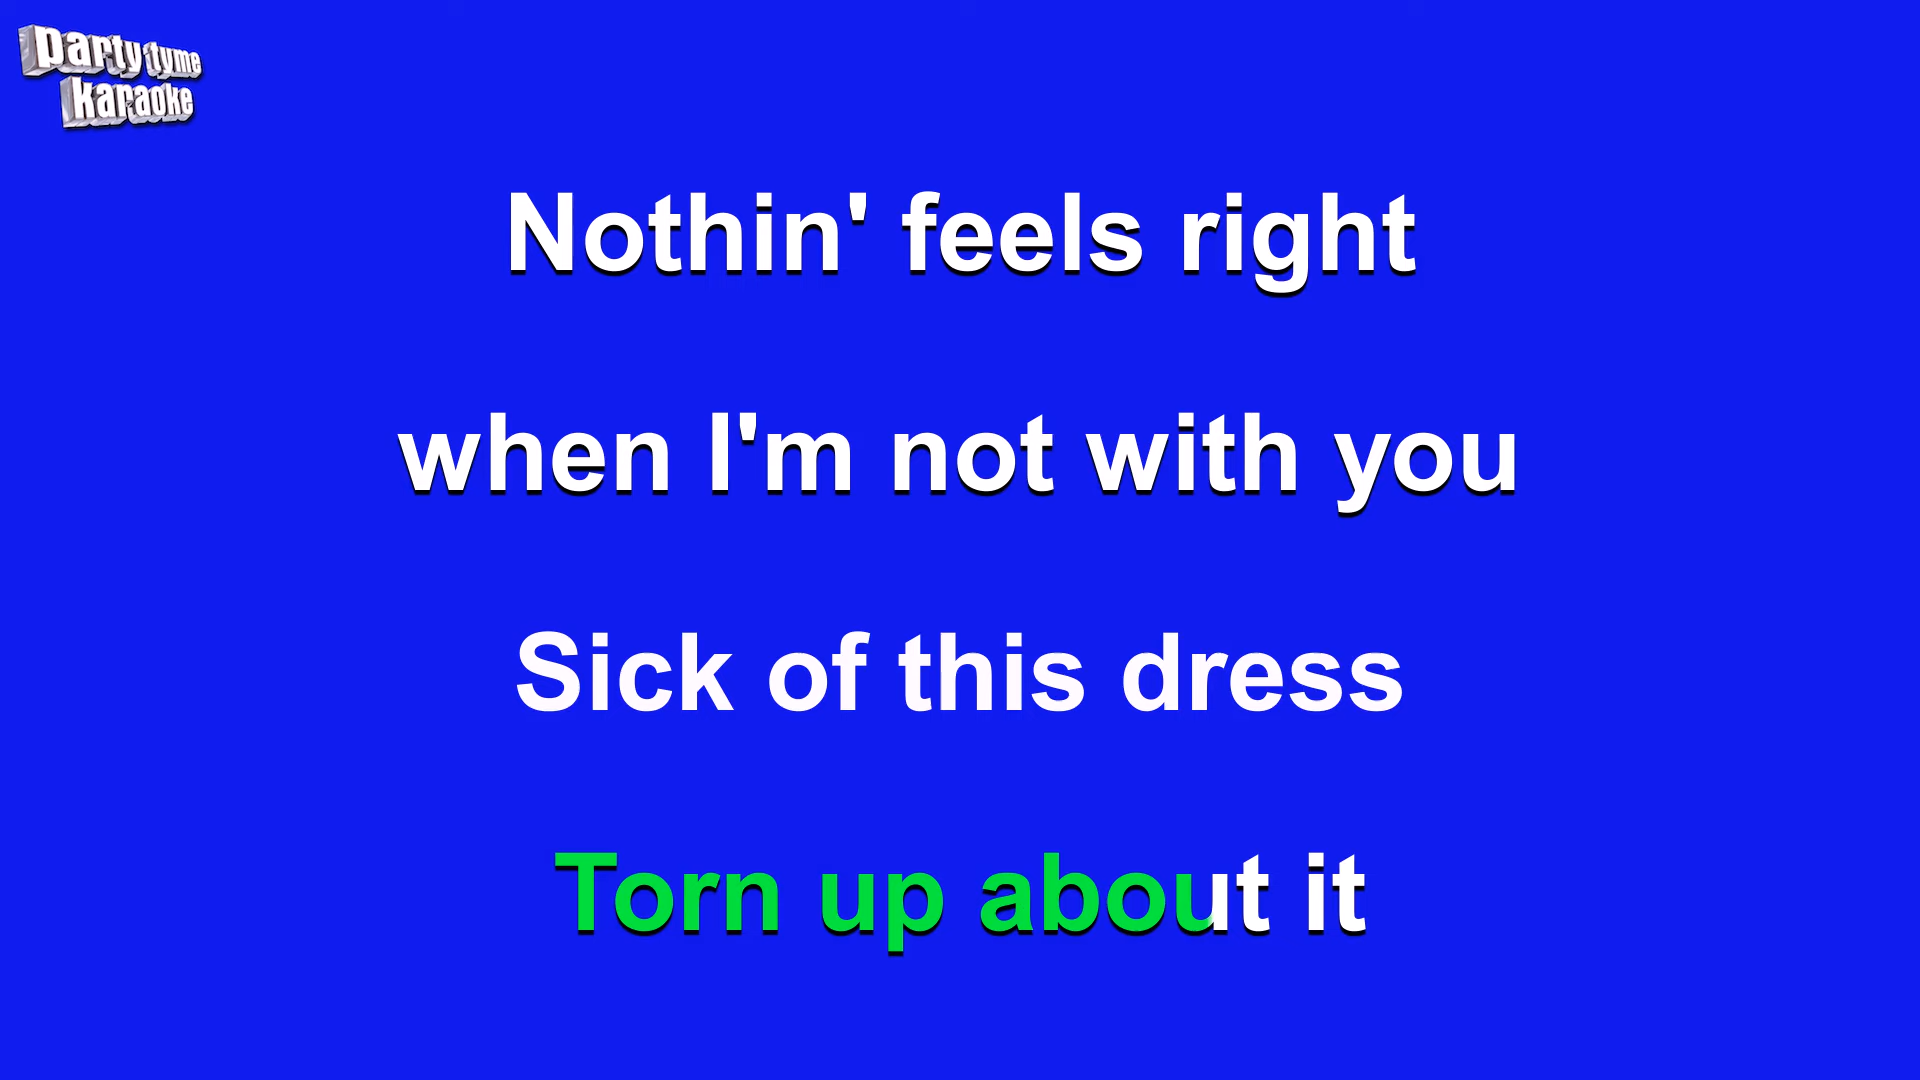 party tyme
karaoke
Nothin' feels right
when I'm not with you
Sick of this dress
Torn up about it